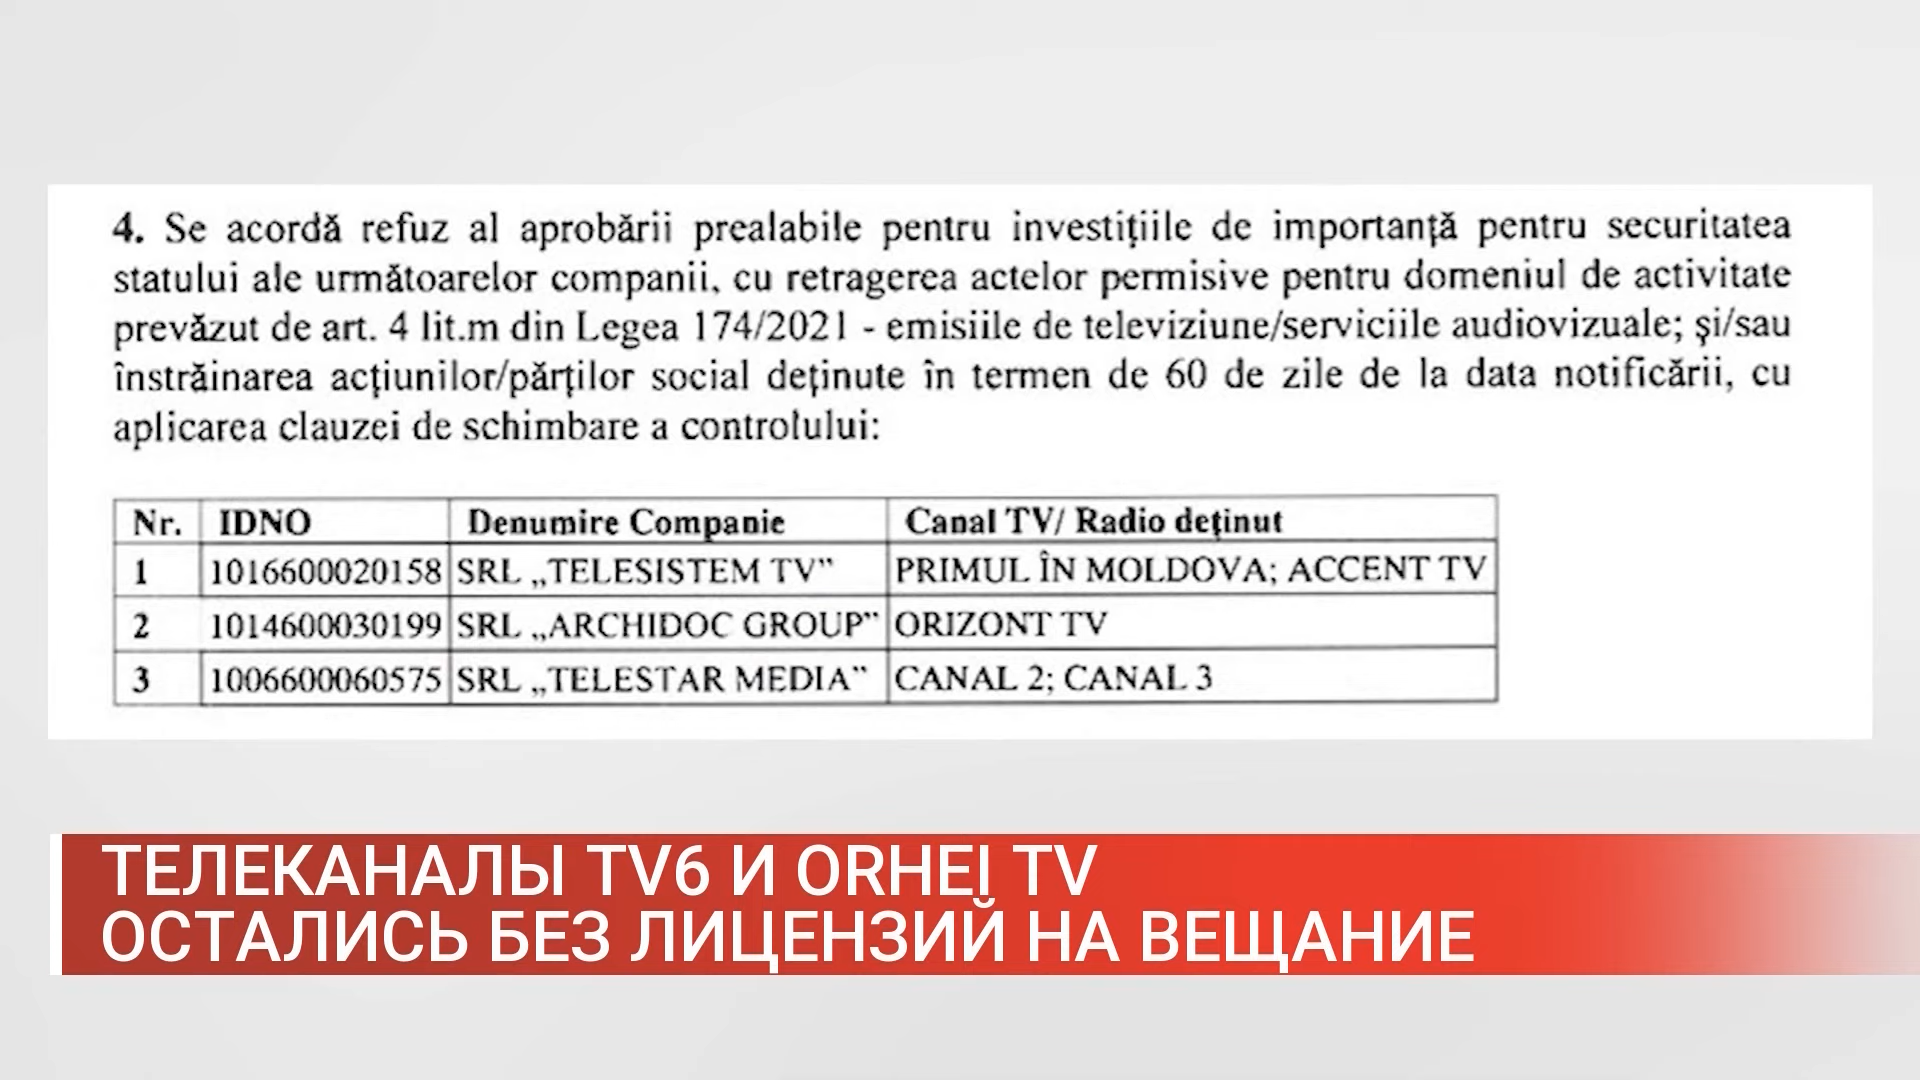 4. Se acordă refuz al aprobării prealabile pentru investițiile de importanță pentru securitatea
statului ale următoarelor companii, cu retragerea actelor permisive pentru domeniul de activitate
prevăzut de art. 4 lit.m din Legea 174/2021 - emisiile de televiziune/serviciile audiovizuale; și/sau
înstrăinarea acțiunilor/părților social deținute în termen de 60 de zile de la data notificării, cu
aplicarea clauzei de schimbare a controlului:
Nr. IDNO Denumire Companie Canal TV/ Radio deținut
1 1016600020158 SRL „TELESISTEM TV” PRIMUL ÎN MOLDOVA; ACCENT TV
2 1014600030199 SRL „ARCHIDOC GROUP” ORIZONT TV
3 1006600060575 SRL „TELESTAR MEDIA” CANAL 2; CANAL 3
ТЕЛЕКАНАЛЫ TV6 И ORHEI TV
ОСТАЛИСЬ БЕЗ ЛИЦЕНЗИЙ НА ВЕЩАНИЕ